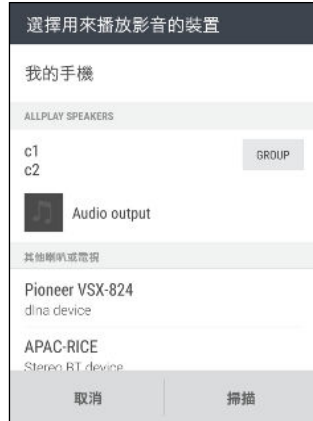 選擇用來播放影音的裝置
我的手機
ALLPLAY SPEAKERS
c1
c2
GROUP
Audio output
其他喇叭或電視
Pioneer VSX-824
dlna device
APAC-RICE
Stereo BT device
取消
掃描